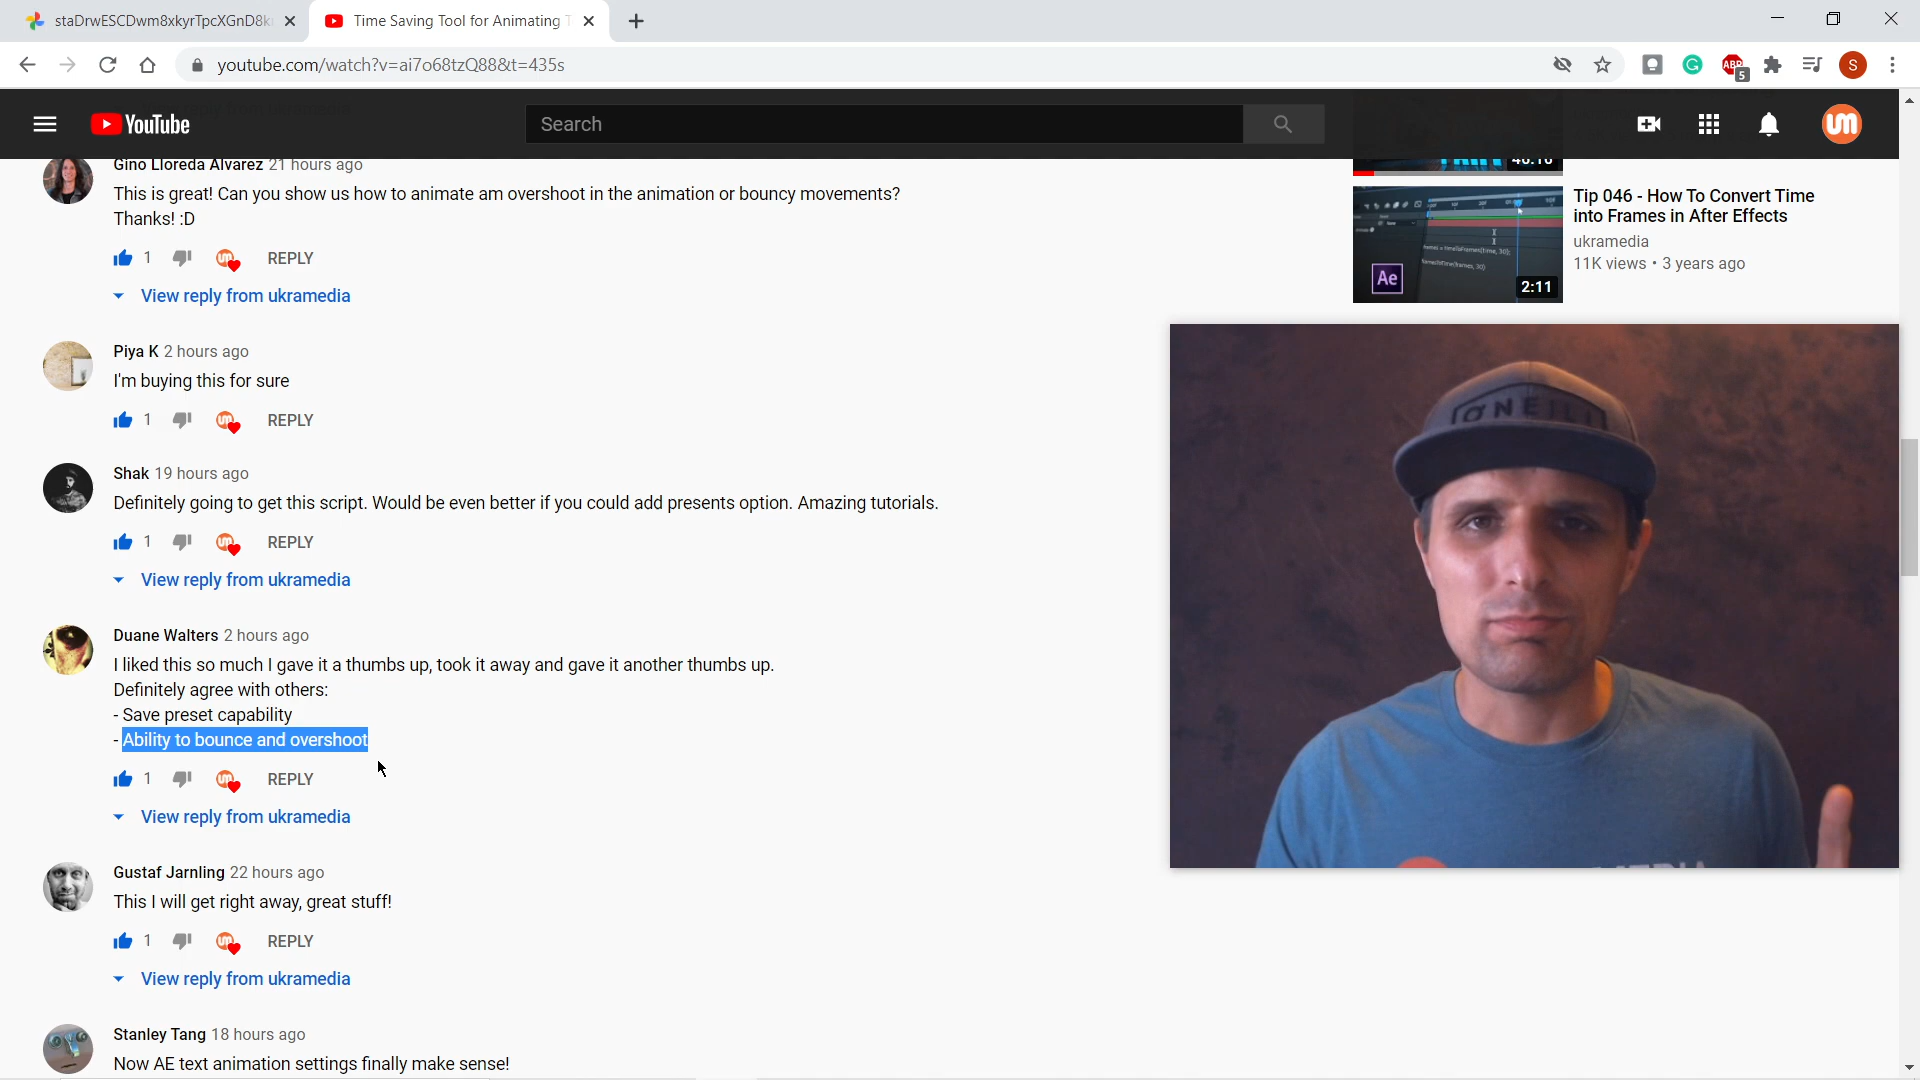 staDrwESCDwm8xkyrTpcXGnD8k
Time Saving Tool for Animating T
youtube.com/watch?v=ai7o68tzQ88&t=435s
ABP
5
S
YouTube
Search
um
46:16
Gino Lloreda Alvarez 21 hours ago
This is great! Can you show us how to animate am overshoot in the animation or bouncy movements?
Thanks! :D
1 REPLY
View reply from ukramedia
Tip 046 - How To Convert Time
into Frames in After Effects
ukramedia
11K views • 3 years ago
Ae
2:11
Piya K 2 hours ago
I'm buying this for sure
1 REPLY
Shak 19 hours ago
Definitely going to get this script. Would be even better if you could add presents option. Amazing tutorials.
1 REPLY
View reply from ukramedia
O'NEILL
Duane Walters 2 hours ago
I liked this so much I gave it a thumbs up, took it away and gave it another thumbs up.
Definitely agree with others:
- Save preset capability
- Ability to bounce and overshoot
1 REPLY
View reply from ukramedia
Gustaf Jarnling 22 hours ago
This I will get right away, great stuff!
1 REPLY
View reply from ukramedia
Stanley Tang 18 hours ago
Now AE text animation settings finally make sense!